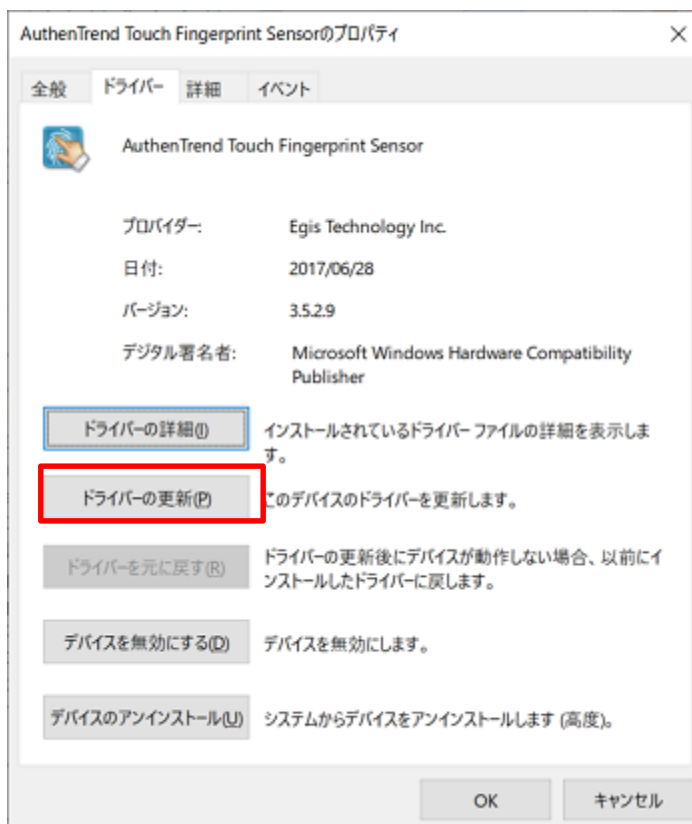 AuthenTrend Touch Fingerprint Sensorのプロパティ
全般 ドライバー 詳細 イベント
AuthenTrend Touch Fingerprint Sensor
プロバイダー: Egis Technology Inc.
日付: 2017/06/28
バージョン: 3.5.2.9
デジタル署名者: Microsoft Windows Hardware Compatibility
Publisher
ドライバーの詳細(I) インストールされているドライバー ファイルの詳細を表示しま
す。
ドライバーの更新(P) このデバイスのドライバーを更新します。
ドライバーを元に戻す(R) ドライバーの更新後にデバイスが動作しない場合、以前にイ
ンストールしたドライバーに戻します。
デバイスを無効にする(D) デバイスを無効にします。
デバイスのアンインストール(U) システムからデバイスをアンインストールします (高度)。
OK キャンセル